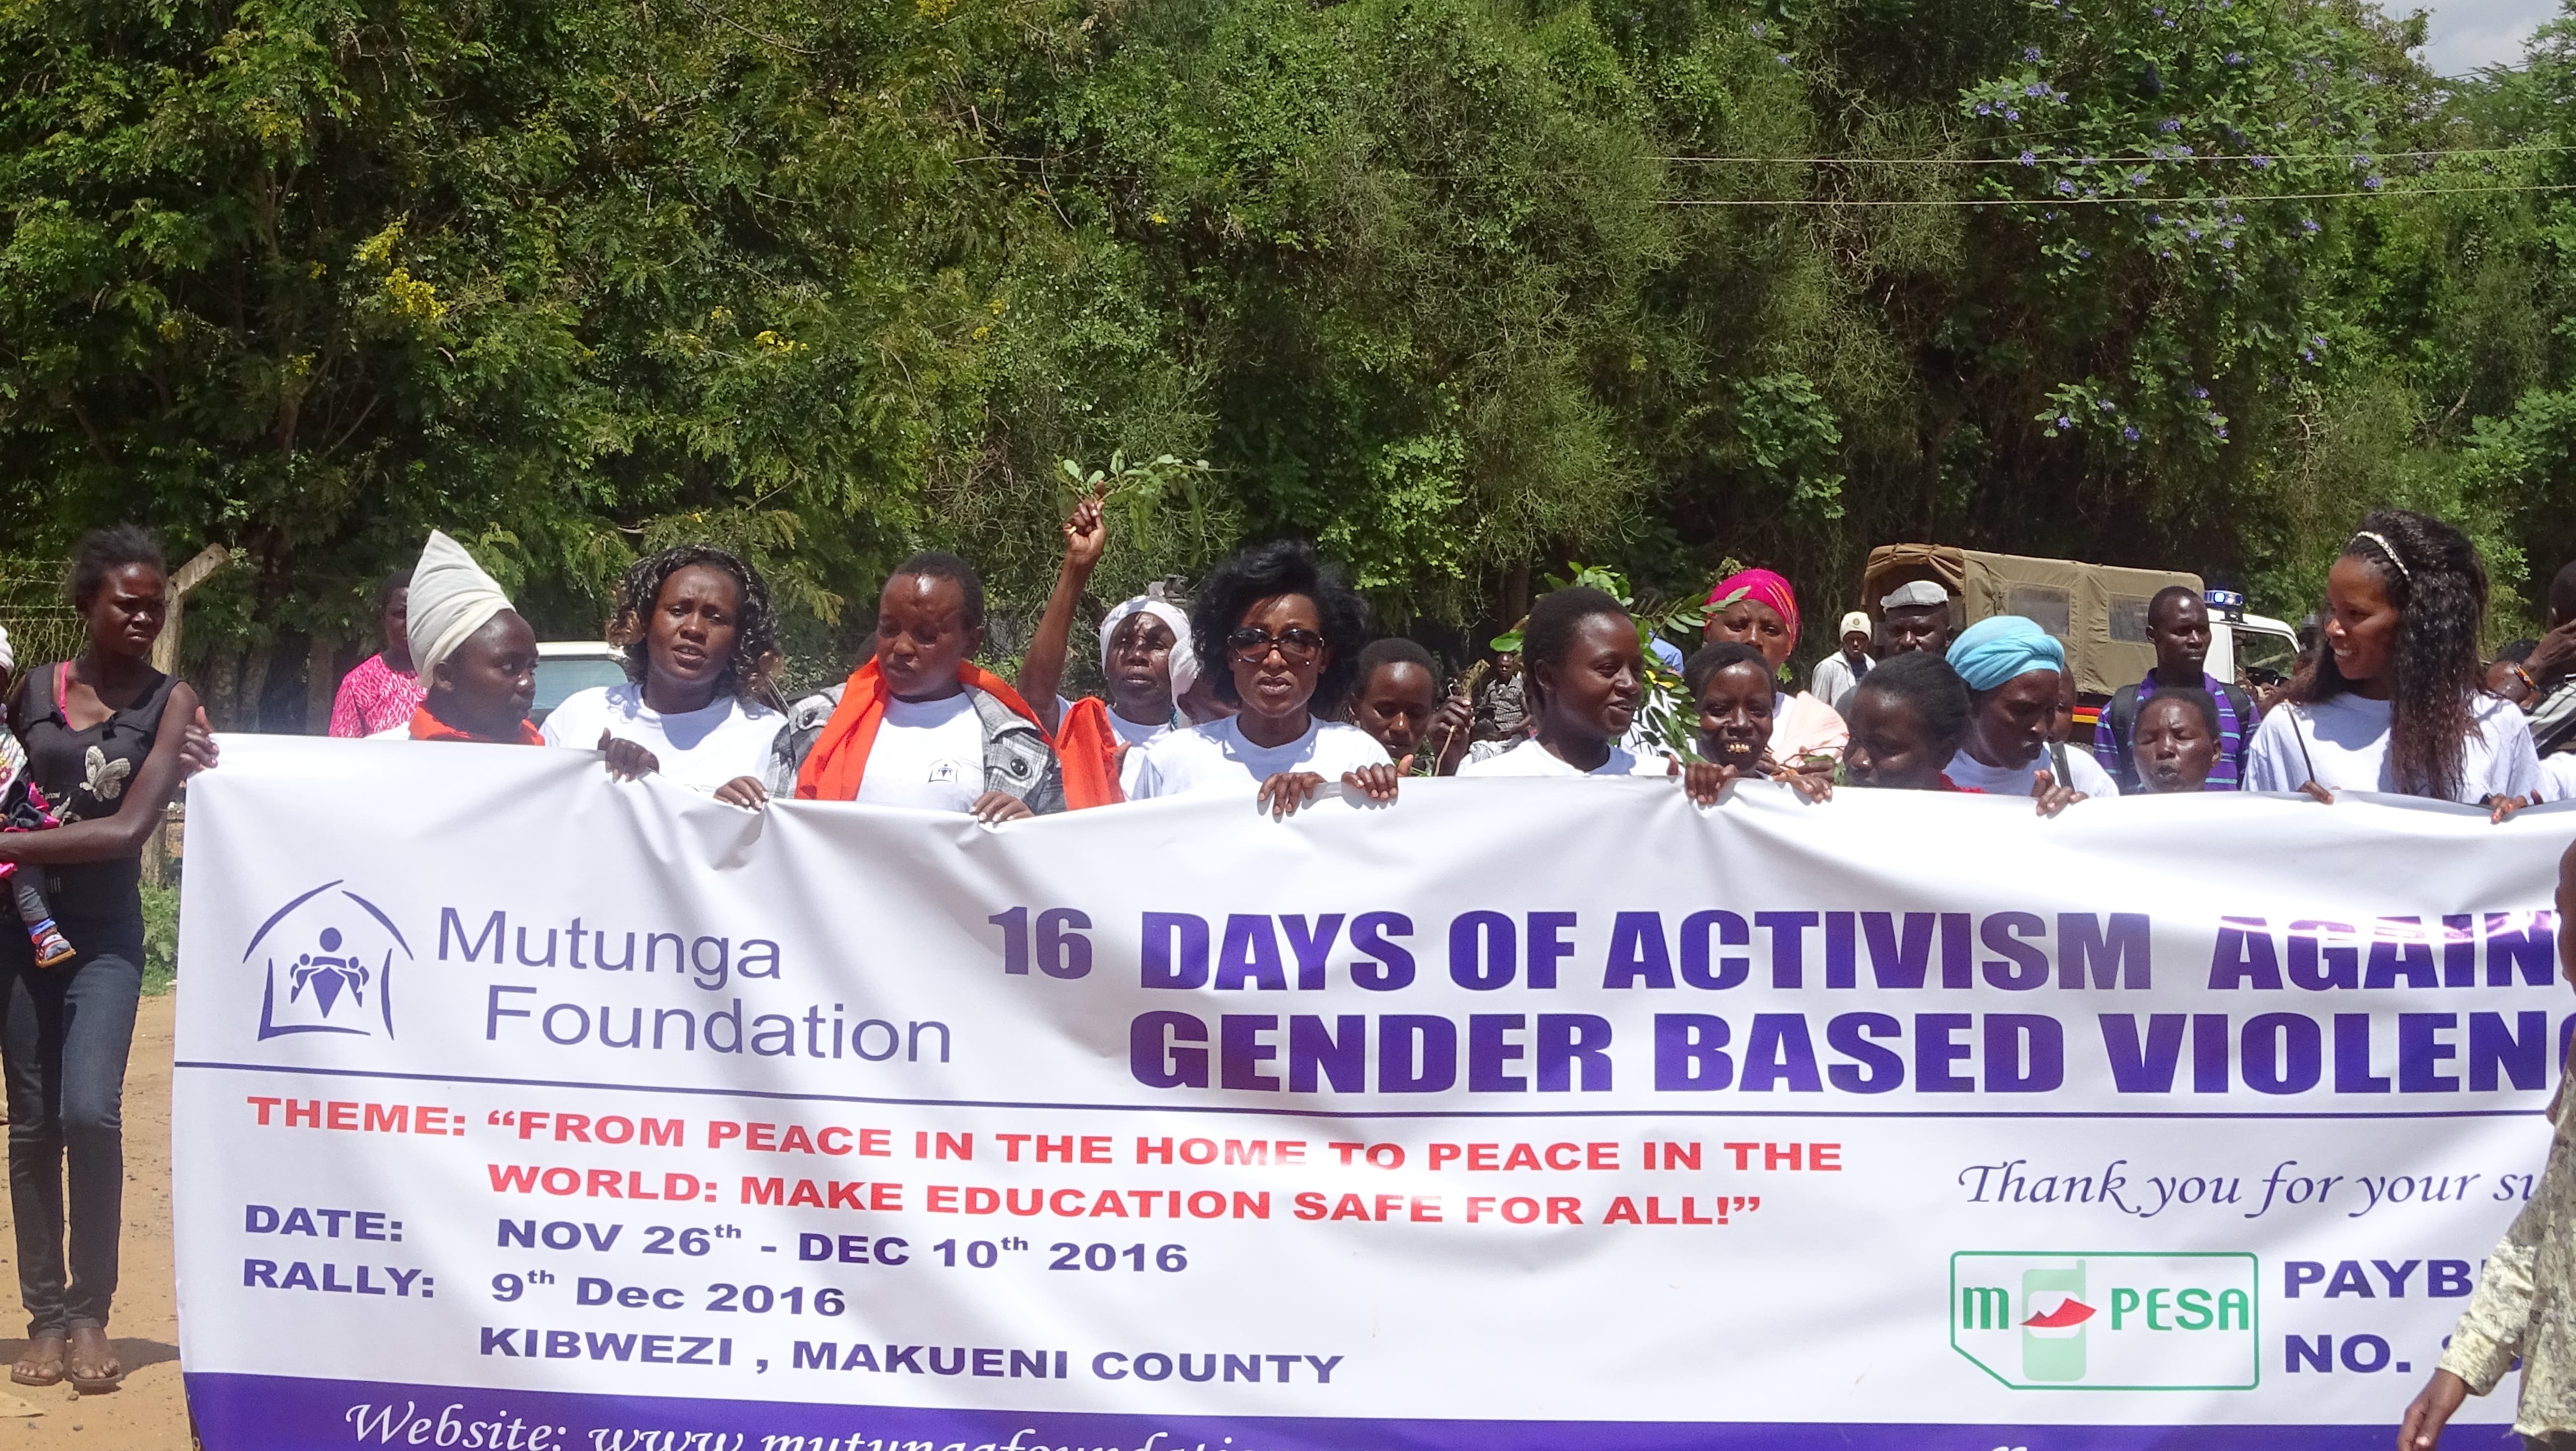 Mutunga
Foundation
16 DAYS OF ACTIVISM
GENDER BASED
THEME: “FROM PEACE IN THE HOME TO PEACE IN THE
WORLD: MAKE EDUCATION SAFE FOR ALL!”
DATE: NOV 26th - DEC 10th 2016
RALLY: 9th Dec 2016
KIBWEZI , MAKUENI COUNTY
Thank you for your
M PESA
NO.
Website: